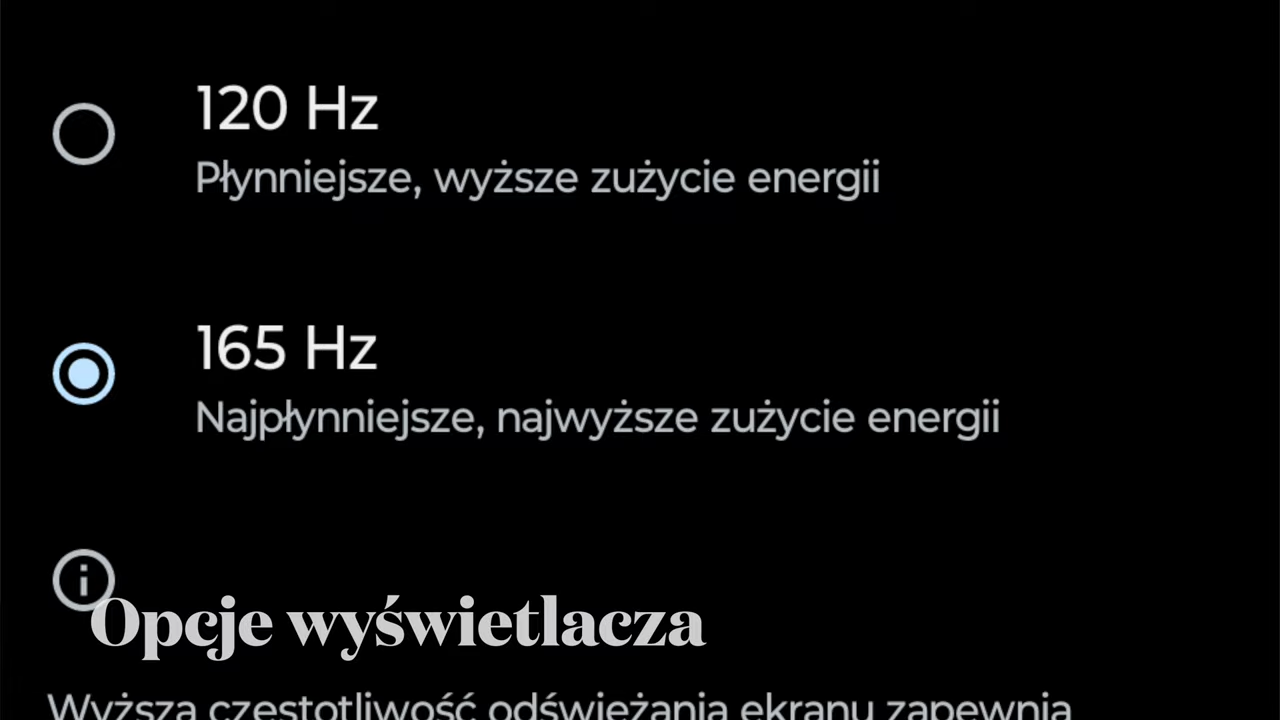 120 Hz
Płynniejsze, wyższe zużycie energii
165 Hz
Najpłynniejsze, najwyższe zużycie energii
Opcje wyświetlacza
Wyższa częstotliwość odświeżania ekranu zapewnia